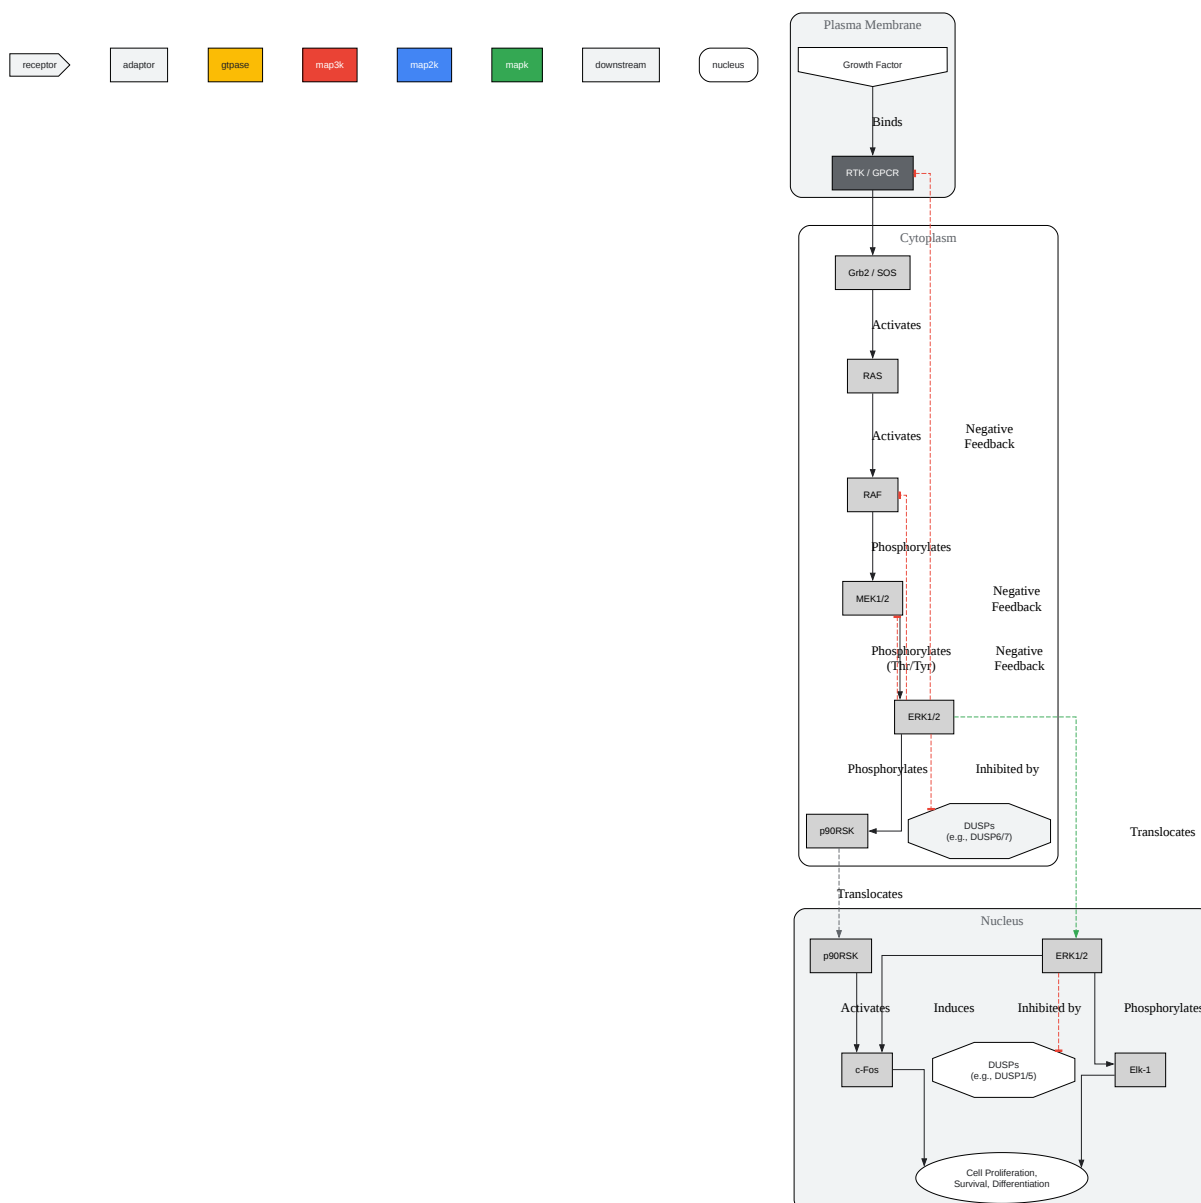 Plasma Membrane
receptor
adaptor
gtpase
map3k
map2k
mapk
downstream
nucleus
Growth Factor
Binds
RTK / GPCR
Cytoplasm
Grb2 / SOS
Activates
RAS
Activates
Negative
Feedback
RAF
Phosphorylates
MEK1/2
Negative
Feedback
Phosphorylates
(Thr/Tyr)
Negative
Feedback
ERK1/2
Phosphorylates
Inhibited by
p90RSK
DUSPs
(e.g., DUSP6/7)
Translocates
Translocates
Nucleus
p90RSK
ERK1/2
Activates
Induces
Inhibited by
Phosphorylates
c-Fos
DUSPs
(e.g., DUSP1/5)
Elk-1
Cell Proliferation,
Survival, Differentiation